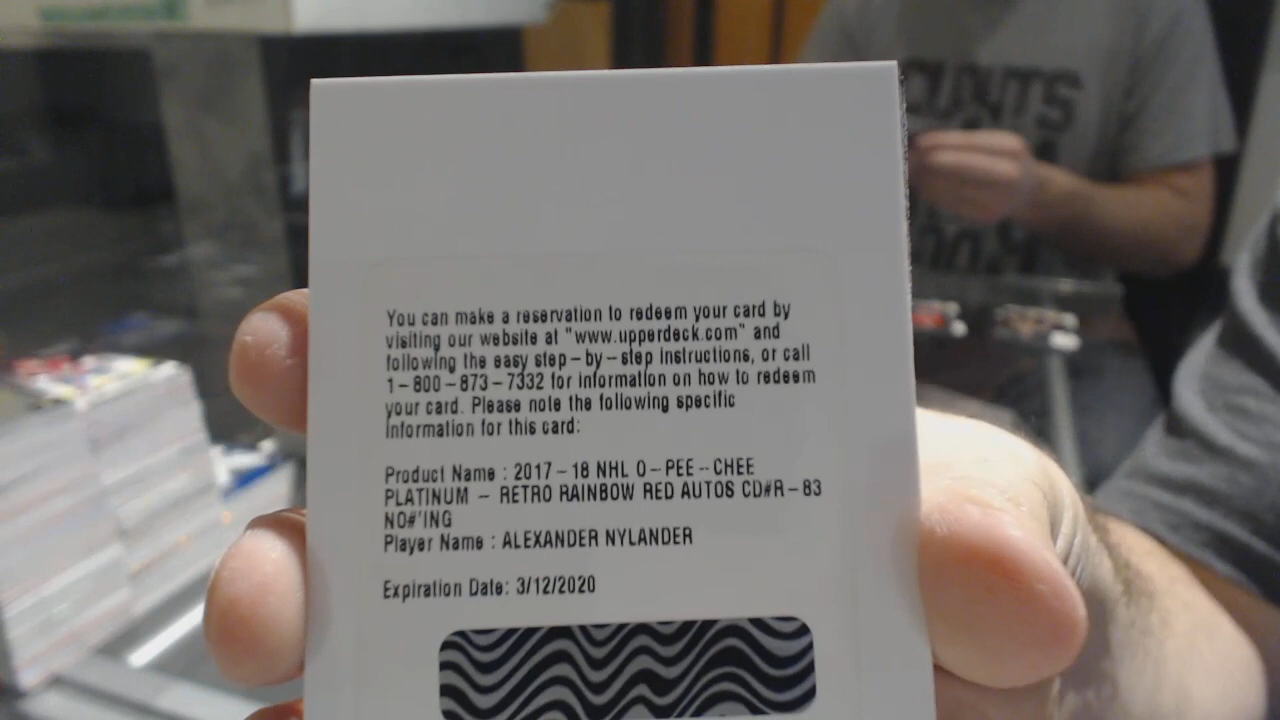 You can make a reservation to redeem your card by
visiting our website at "www.upperdeck.com" and
following the easy step-by-step instructions, or call
1-800-873-7332 for information on how to redeem
your card. Please note the following specific
information for this card:
Product Name : 2017-18 NHL O-PEE--CHEE
PLATINUM - RETRO RAINBOW RED AUTOS CD#R-83
NO#'ING
Player Name : ALEXANDER NYLANDER
Expiration Date: 3/12/2020